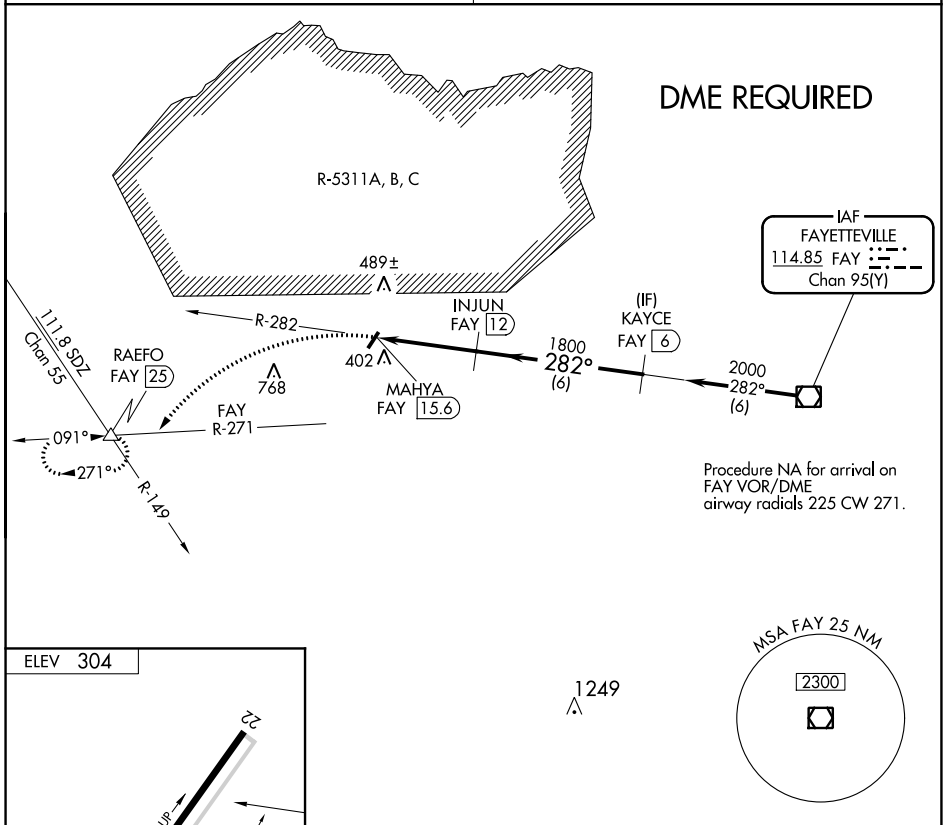 DME REQUIRED
R-5311A, B, C
IAF
FAYETTEVILLE
114.85 FAY
Chan 95(Y)
489±
INJUN
FAY 12
(IF)
KAYCE
FAY 6
R-282
1800
282°
(6)
2000
282°
(6)
111.8 SDZ
Chan 55
RAEFO
FAY 25
402
768
MAHYA
FAY 15.6
FAY
R-271
091°
271°
R-149
Procedure NA for arrival on
FAY VOR/DME
airway radials 225 CW 271.
MSA FAY 25 NM
2300
ELEV 304
1249
22
UP